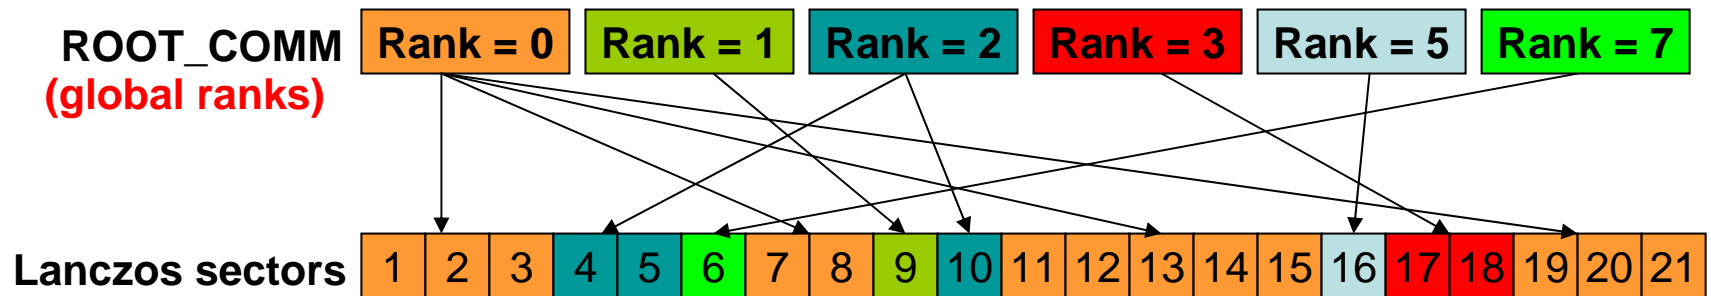 ROOT_COMM Rank = 0 Rank = 1 Rank = 2 Rank = 3 Rank = 5 Rank = 7
(global ranks)
Lanczos sectors 1 2 3 4 5 6 7 8 9 10 11 12 13 14 15 16 17 18 19 20 21